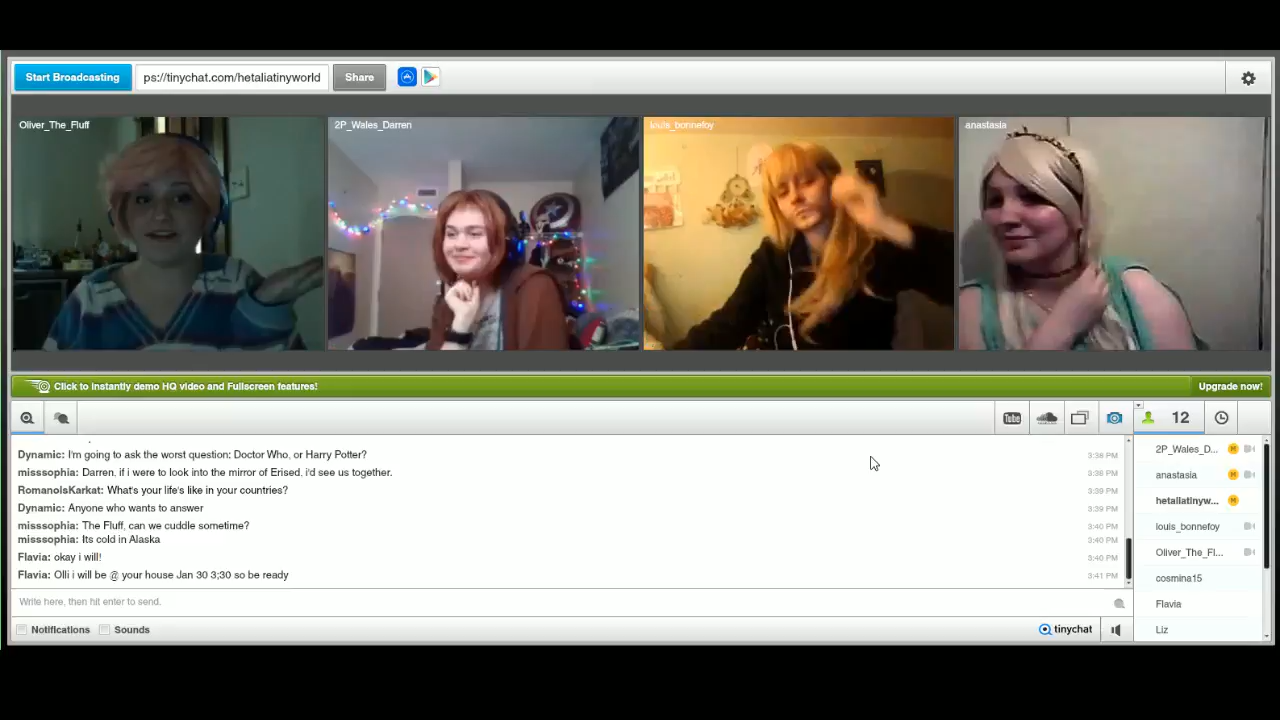 Start Broadcasting
ps://tinychat.com/hetaliatinyworld
Share
Oliver_The_Fluff
2P_Wales_Darren
louis_bonnefoy
anastasia
Click to instantly demo HQ video and Fullscreen features!
Upgrade now!
You Tube
12
Dynamic: I'm going to ask the worst question; Doctor Who, or Harry Potter?
3:38 PM
misssophia: Darren, if i were to look into the mirror of Erised, i'd see us together.
3:38 PM
RomanoIsKarkat: What's your life's like in your countries?
3:39 PM
Dynamic: Anyone who wants to answer
3:39 PM
misssophia: The Fluff, can we cuddle sometime?
3:40 PM
misssophia: Its cold in Alaska
3:40 PM
Flavia: okay i will!
3:40 PM
Flavia: Olli i will be @ your house Jan 30 3;30 so be ready
3:41 PM
2P_Wales_D...
M
anastasia
M
hetaliatinyw...
M
louis_bonnefoy
Oliver_The_Fl...
cosmina15
Flavia
Liz
Write here, then hit enter to send.
Notifications
Sounds
tinychat